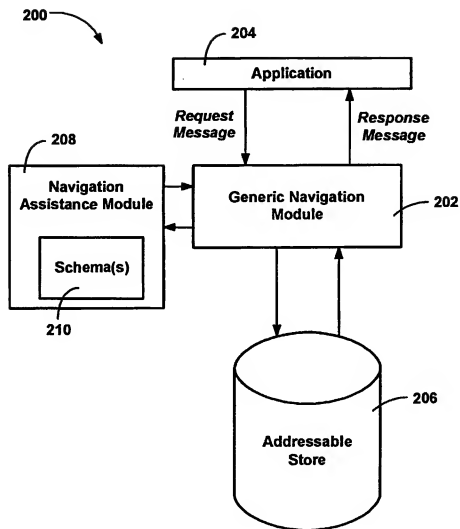 200
204
Application
Request
Message
Response
Message
208
Navigation
Assistance Module
Generic Navigation
Module
202
Schema(s)
210
206
Addressable
Store